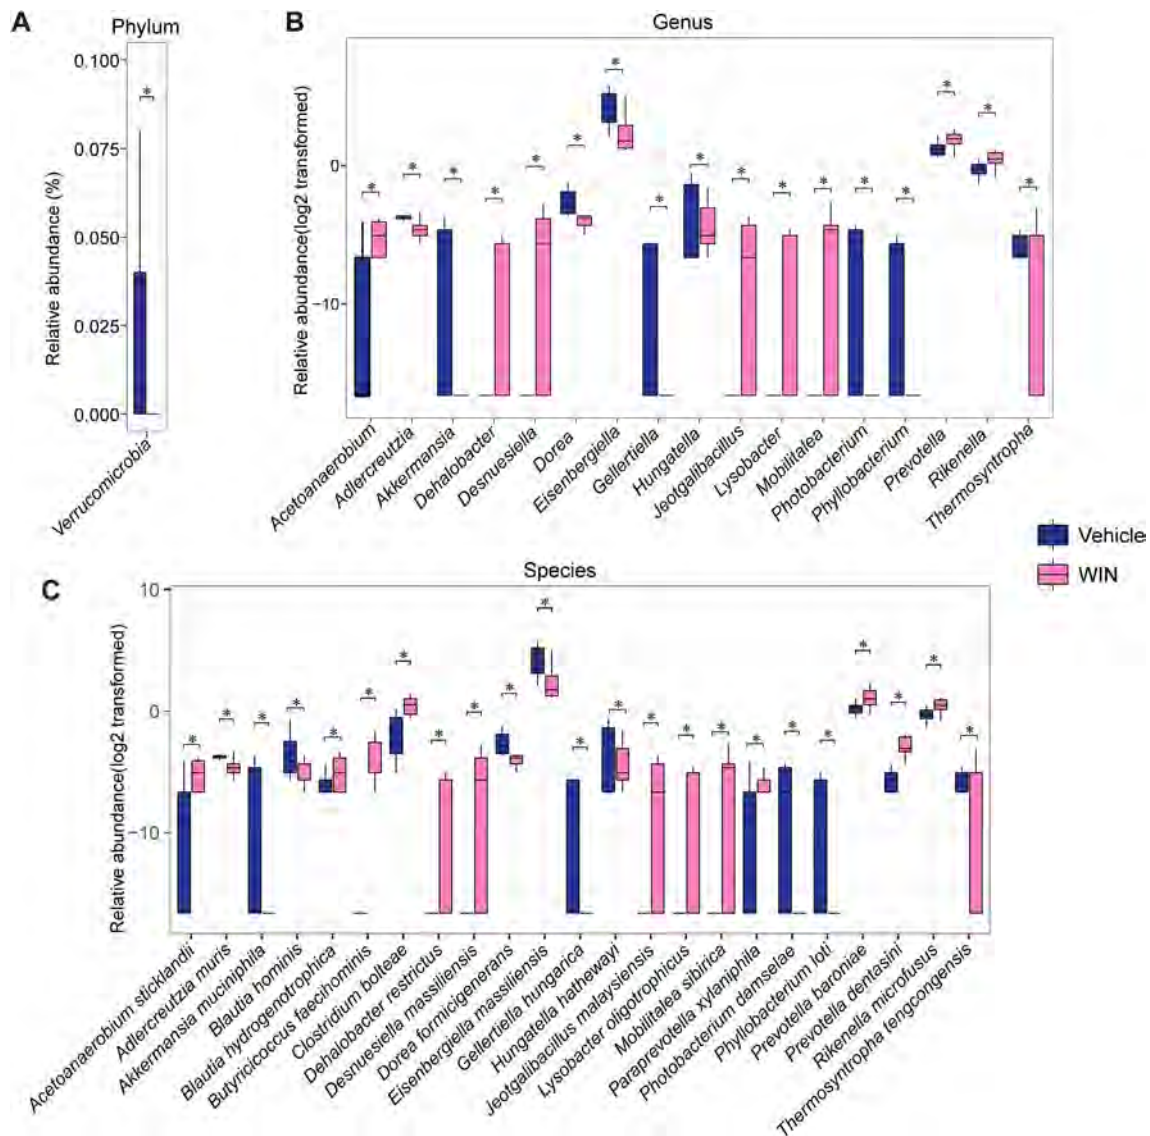 A
Phylum
Relative abundance (%)
0.100
0.075
0.050
0.025
0.000
*
Verrucomicrobia
B
Genus
Relative abundance(log2 transformed)
0
−10
* * * * * * * * * * * * * * * * *
Acetoanaerobium
Adlercreutzia
Akkermansia
Dehalobacter
Desnuesiella
Dorea
Eisenbergiella
Gellertiella
Hungatella
Jeotgalibacillus
Lysobacter
Mobilitalea
Photobacterium
Phyllobacterium
Prevotella
Rikenella
Thermosyntropha
Vehicle
WIN
C
Species
Relative abundance(log2 transformed)
10
0
−10
* * * * * * * * * * * * * * * * * * * * * * *
Acetoanaerobium sticklandii
Adlercreutzia muris
Akkermansia muciniphila
Blautia hominis
Blautia hydrogenotrophica
Butyricicoccus faecihominis
Clostridium bolteae
Dehalobacter restrictus
Desnuesiella massiliensis
Dorea formicigenerans
Eisenbergiella massiliensis
Gellertiella hungarica
Hungatella hathewayi
Jeotgalibacillus malaysiensis
Lysobacter oligotrophicus
Mobilitalea sibirica
Paraprevotella xylaniphila
Photobacterium damselae
Phyllobacterium loti
Prevotella baroniae
Prevotella dentasini
Rikenella microfusus
Thermosyntropha tengcongensis